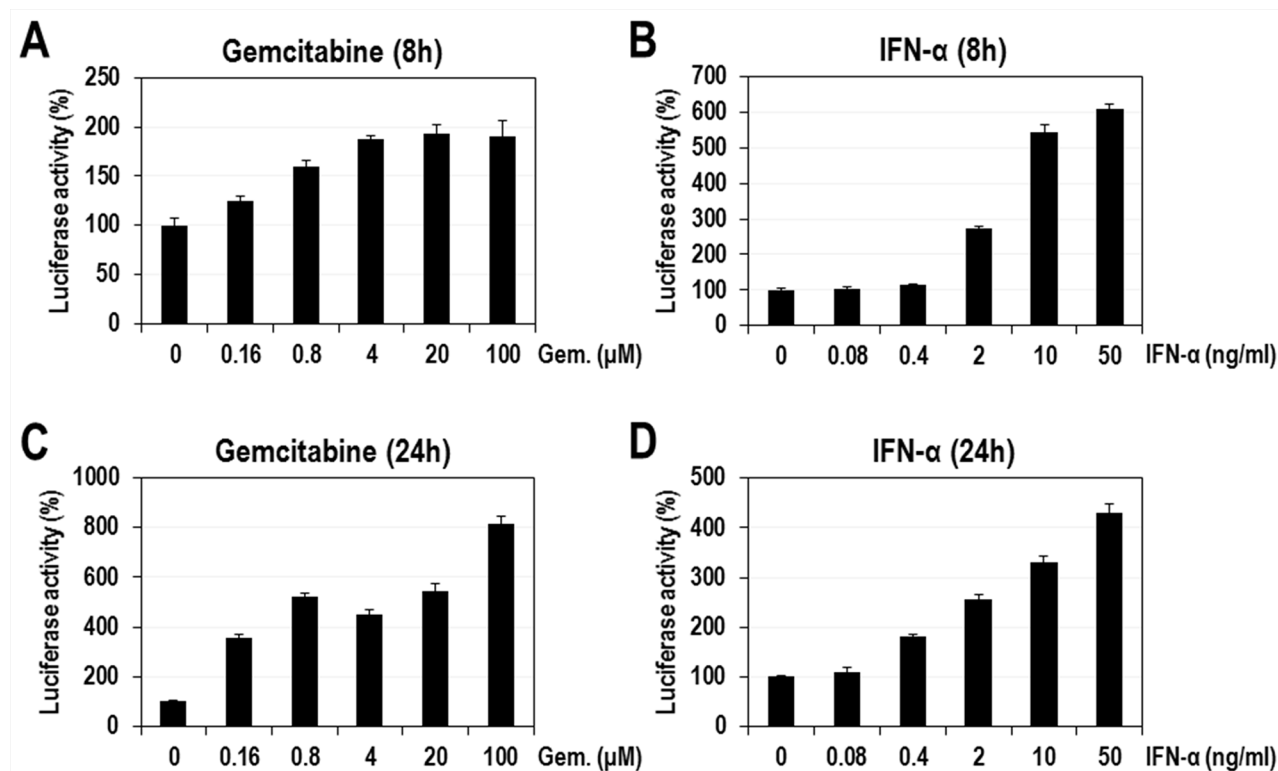 A
Gemcitabine (8h)
Luciferase activity (%)
250
200
150
100
50
0
0 0.16 0.8 4 20 100 Gem. (µM)
B
IFN-α (8h)
Luciferase activity (%)
700
600
500
400
300
200
100
0
0 0.08 0.4 2 10 50 IFN-α (ng/ml)
C
Gemcitabine (24h)
Luciferase activity (%)
1000
800
600
400
200
0
0 0.16 0.8 4 20 100 Gem. (µM)
D
IFN-α (24h)
Luciferase activity (%)
500
400
300
200
100
0
0 0.08 0.4 2 10 50 IFN-α (ng/ml)